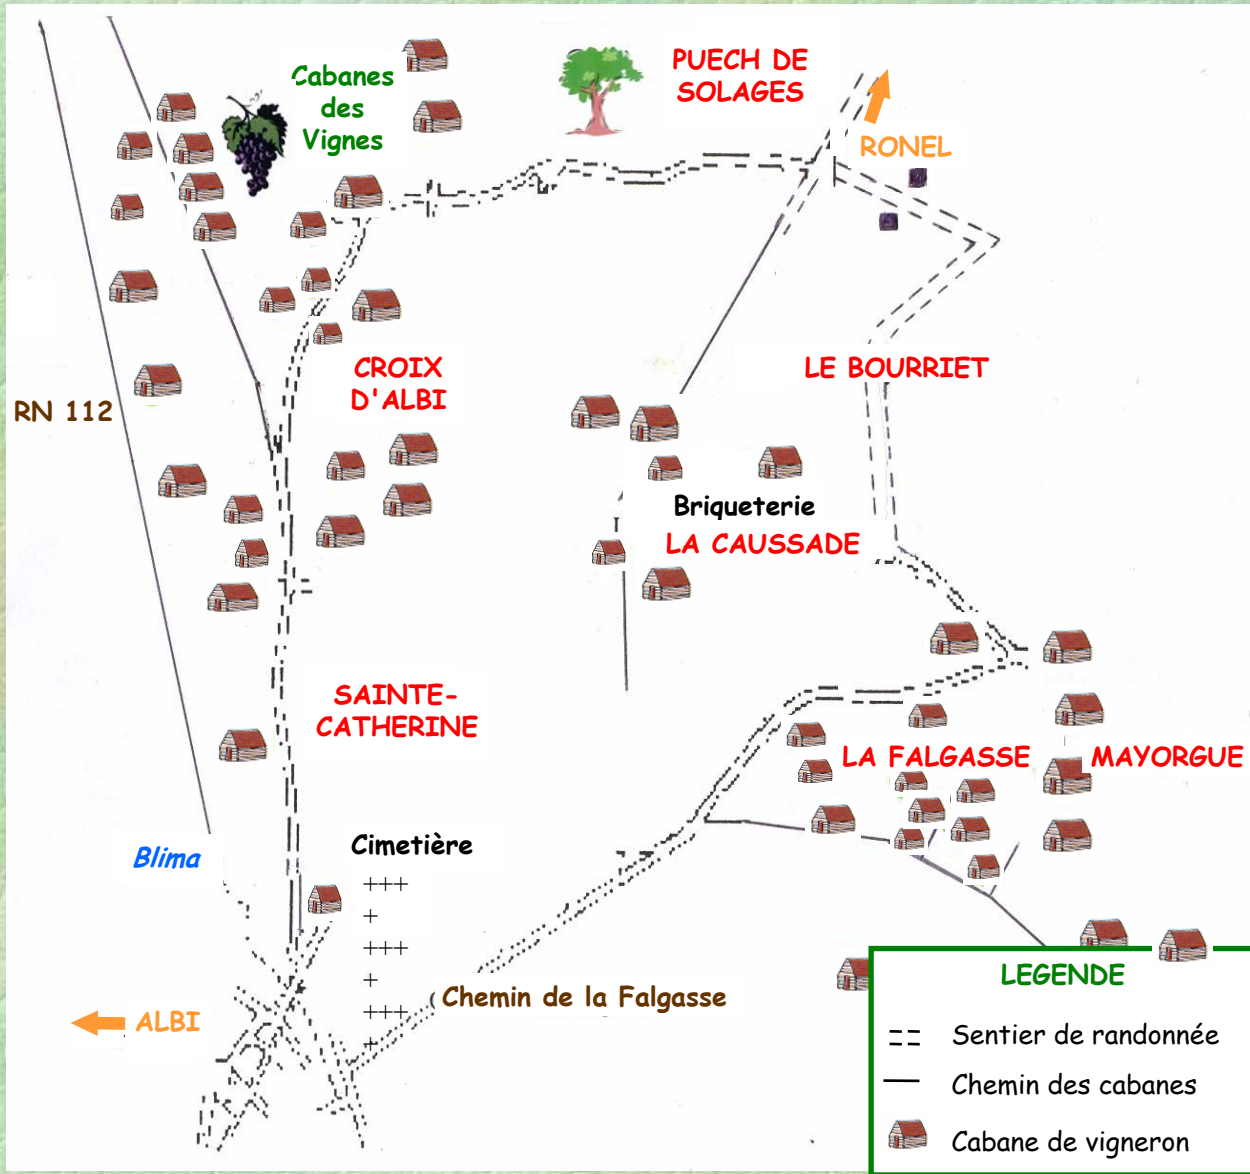 Cabanes
des
Vignes
PUECH DE
SOLAGES
RONEL
CROIX
D'ALBI
LE BOURRIET
RN 112
Briqueterie
LA CAUSSADE
SAINTE-
CATHERINE
LA FALGASSE
MAYORGUE
Blima
Cimetière
+++
+
+++
+
+++
+
Chemin de la Falgasse
ALBI
LEGENDE
Sentier de randonnée
Chemin des cabanes
Cabane de vigneron